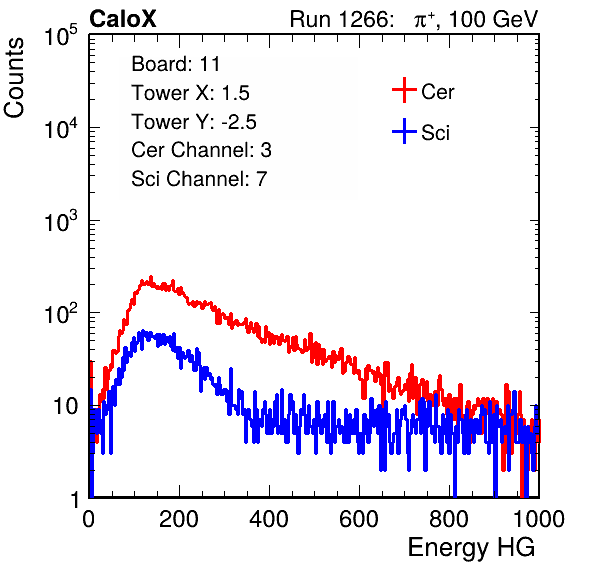 CaloX Run 1266: π⁺, 100 GeV
Counts
10⁵
10⁴
10³
10²
10
1
Board: 11
Tower X: 1.5
Tower Y: -2.5
Cer Channel: 3
Sci Channel: 7
Cer
Sci
0 200 400 600 800 1000
Energy HG